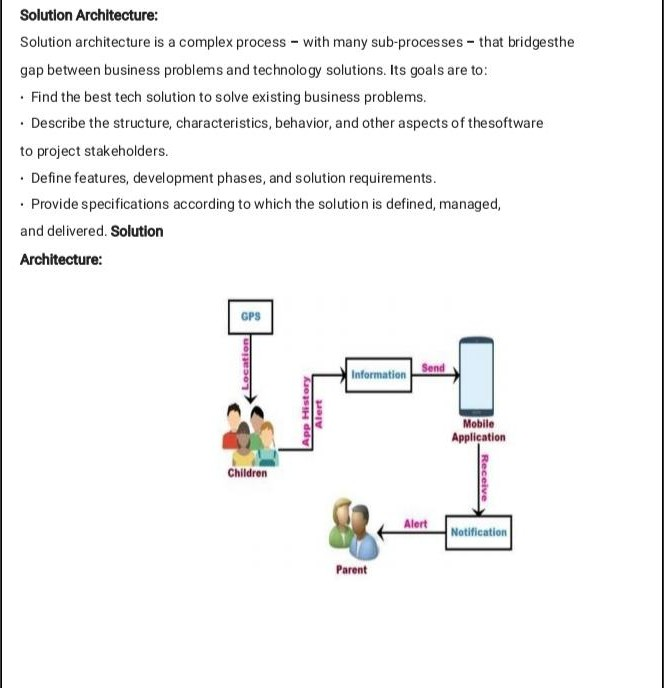 Solution Architecture:
Solution architecture is a complex process – with many sub-processes – that bridgesthe
gap between business problems and technology solutions. Its goals are to:
· Find the best tech solution to solve existing business problems.
· Describe the structure, characteristics, behavior, and other aspects of thesoftware
to project stakeholders.
· Define features, development phases, and solution requirements.
· Provide specifications according to which the solution is defined, managed,
and delivered. Solution
Architecture:
GPS
Location
Children
App History
Alert
Information
Send
Mobile
Application
Receive
Notification
Alert
Parent